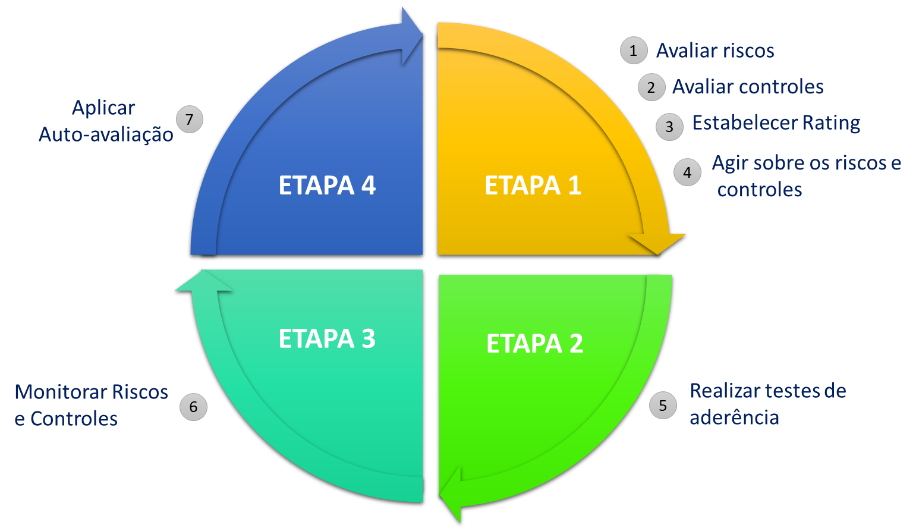 ETAPA 1
1 Avaliar riscos
2 Avaliar controles
3 Estabelecer Rating
4 Agir sobre os riscos e
controles
ETAPA 2
5 Realizar testes de
aderência
ETAPA 3
6 Monitorar Riscos
e Controles
ETAPA 4
7 Aplicar
Auto-avaliação